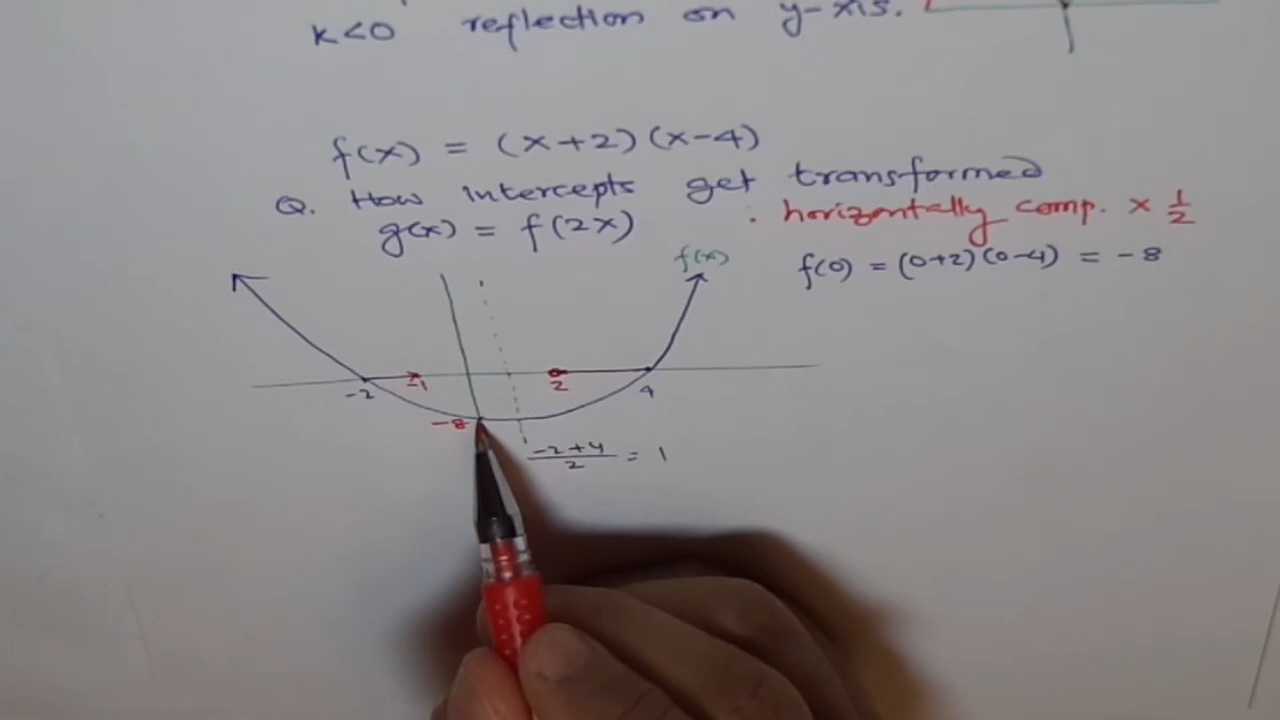 k<0 reflection on y-xis.
f(x) = (x+2)(x-4)
Q. How intercepts get transformed
g(x) = f(2x)
. horizontally comp. × 1/2
f(0) = (0+2)(0-4) = -8
f(x)
-2 -1 2 4
-8
(-2+4)/2 = 1